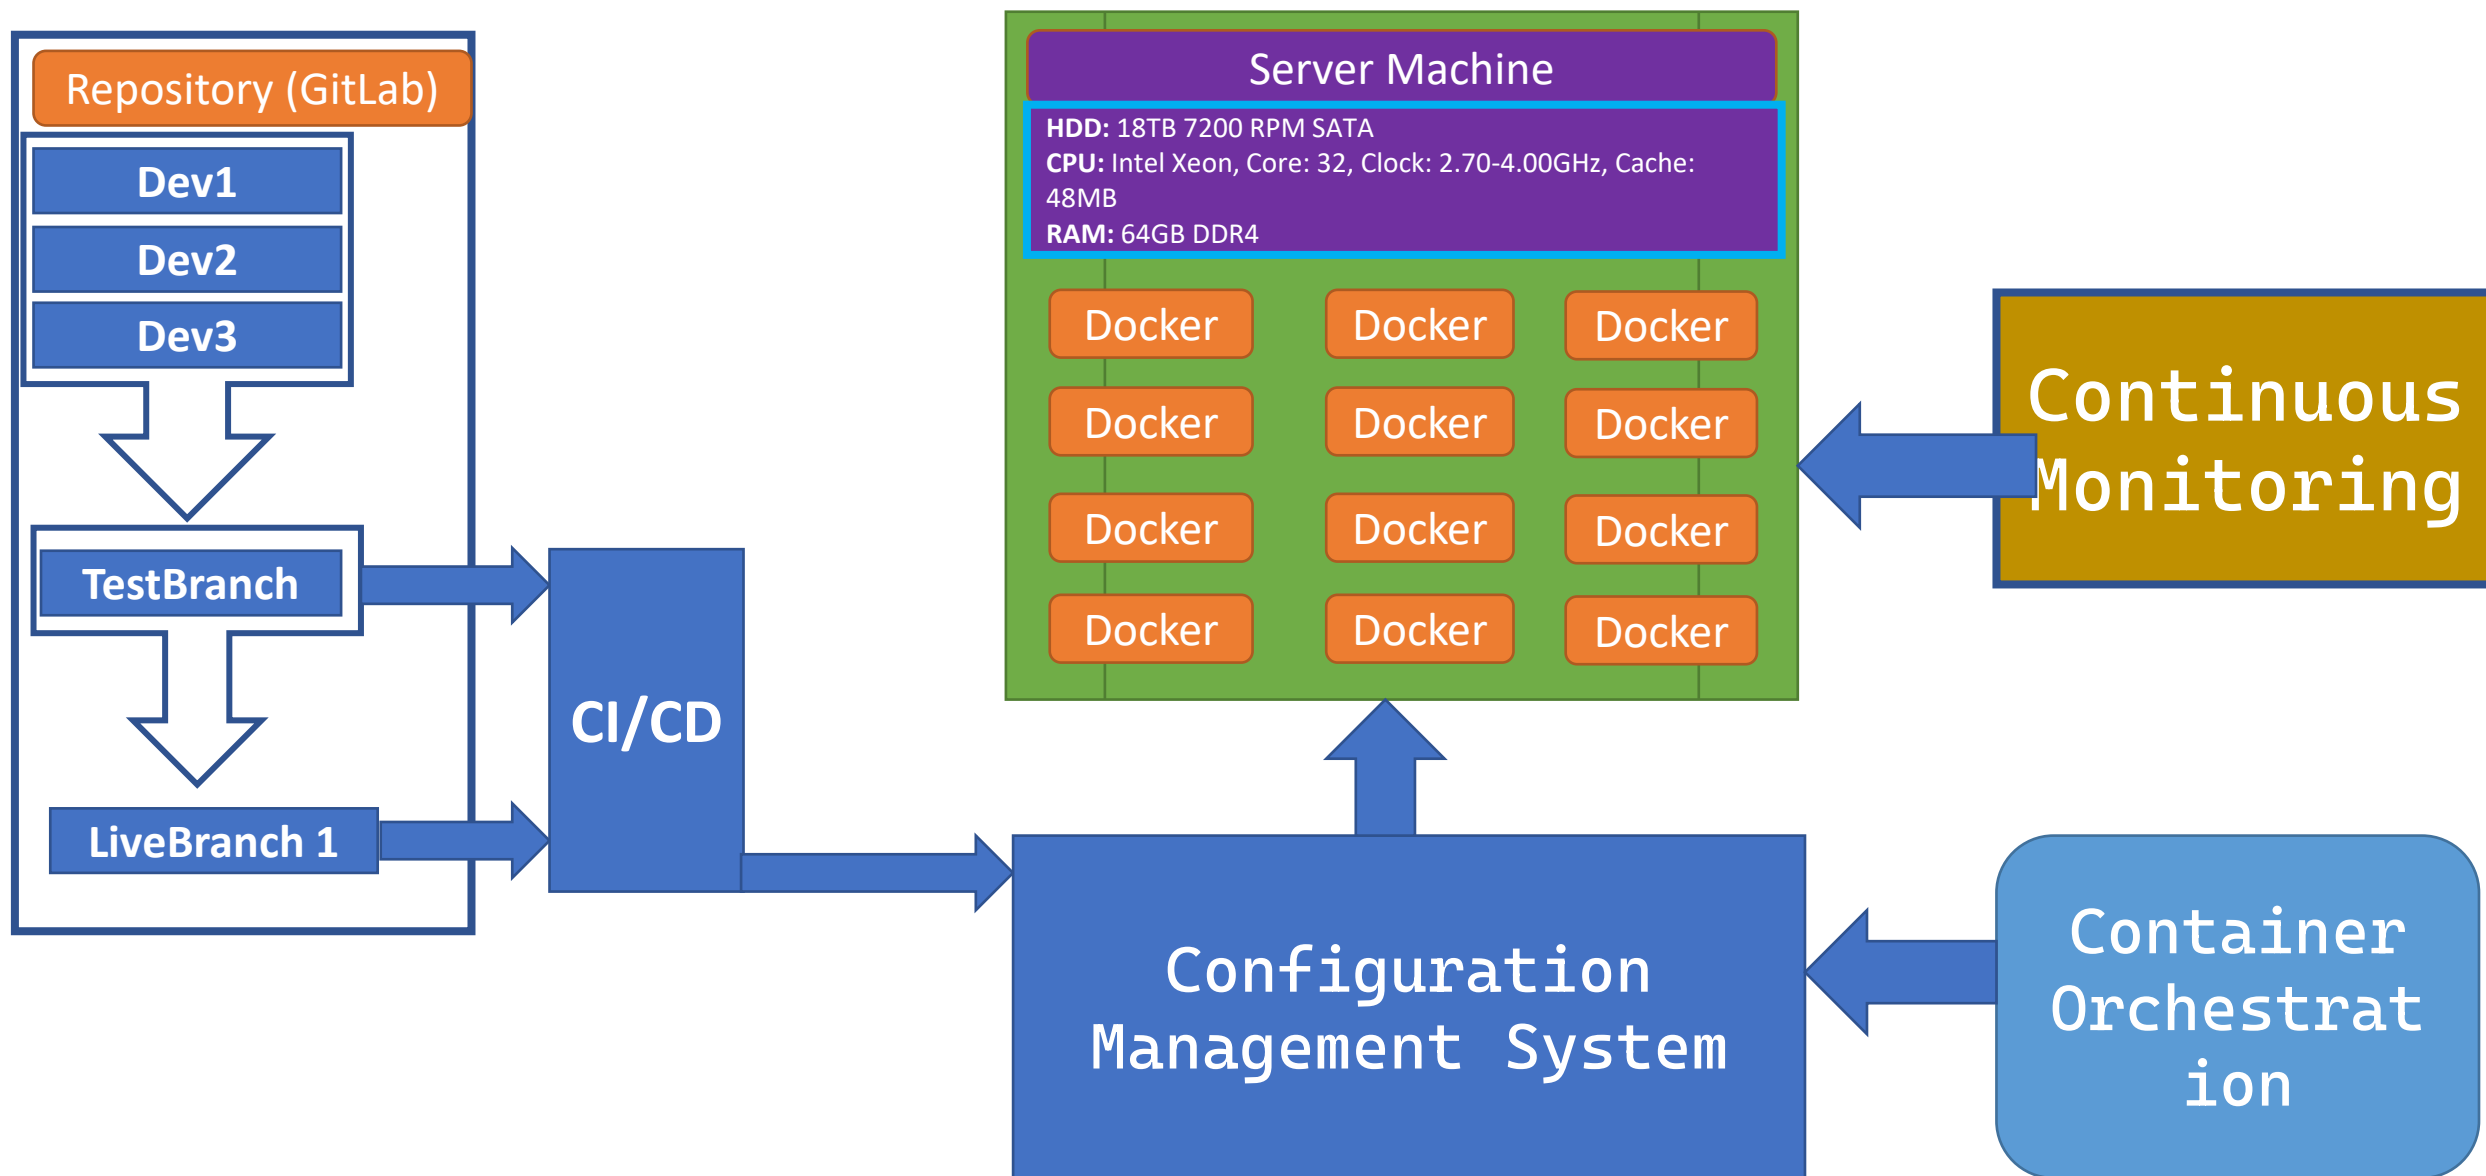 Repository (GitLab)
Dev1
Dev2
Dev3
TestBranch
LiveBranch 1
CI/CD
Server Machine
HDD: 18TB 7200 RPM SATA
CPU: Intel Xeon, Core: 32, Clock: 2.70-4.00GHz, Cache:
48MB
RAM: 64GB DDR4
Docker Docker Docker
Docker Docker Docker
Docker Docker Docker
Docker Docker Docker
Configuration
Management System
Continuous
Monitoring
Container
Orchestrat
ion